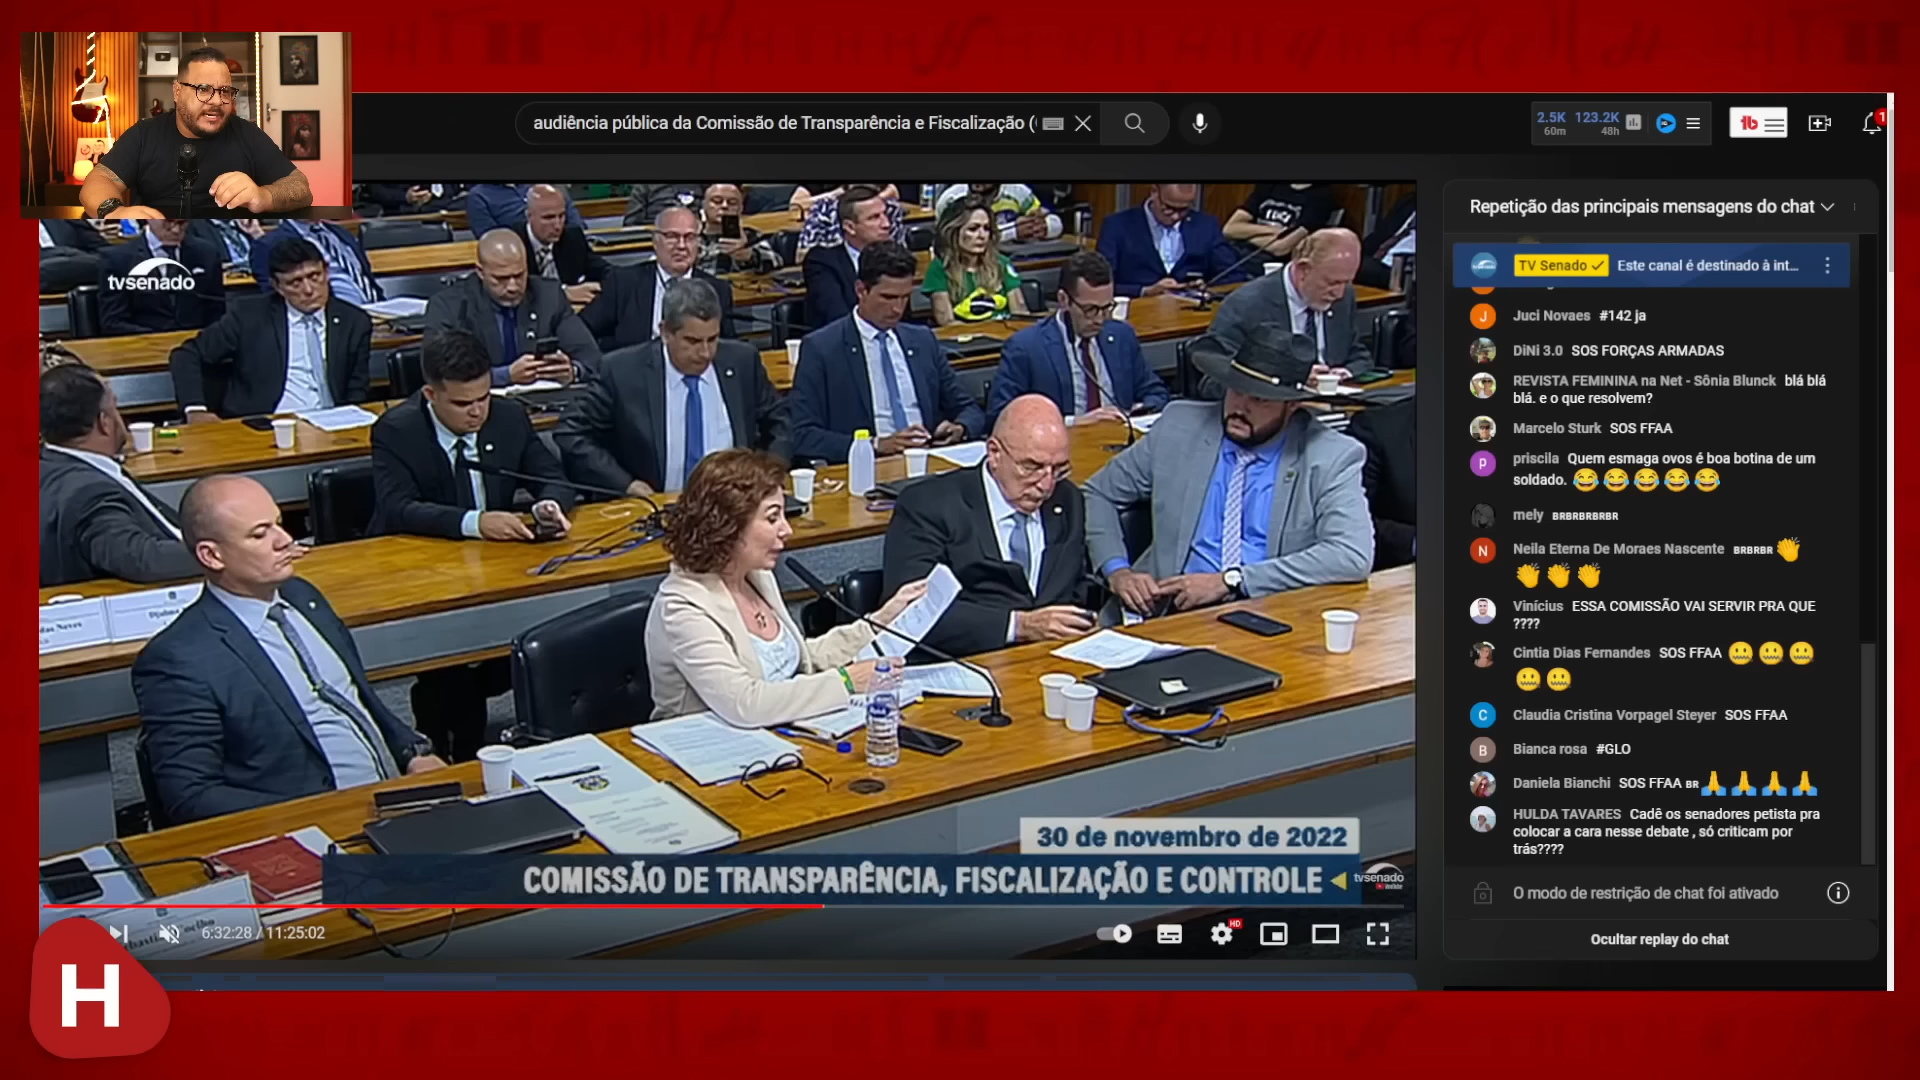 audiência pública da Comissão de Transparência e Fiscalização (
2.5K 123.2K
60m 48h
1
tvsenado
Repetição das principais mensagens do chat
TV Senado Este canal é destinado à int...
J Juci Novaes #142 ja
DiNi 3.0 SOS FORÇAS ARMADAS
REVISTA FEMININA na Net - Sônia Blunck blá blá
blá. e o que resolvem?
Marcelo Sturk SOS FFAA
P priscila Quem esmaga ovos é boa botina de um
soldado. 😂😂😂😂😂
mely BRBRBRBRBR
N Neila Eterna De Moraes Nascente BRBRBR 👏
👏👏👏
Vinícius ESSA COMISSÃO VAI SERVIR PRA QUE
????
Cintia Dias Fernandes SOS FFAA 🤐🤐🤐
🤐🤐
C Claudia Cristina Vorpagel Steyer SOS FFAA
B Bianca rosa #GLO
Daniela Bianchi SOS FFAA BR 🙏🙏🙏🙏
HULDA TAVARES Cadê os senadores petista pra
colocar a cara nesse debate , só criticam por
trás????
O modo de restrição de chat foi ativado
Ocultar replay do chat
30 de novembro de 2022
COMISSÃO DE TRANSPARÊNCIA, FISCALIZAÇÃO E CONTROLE
tvsenado
YouTube
6:32:28 / 11:25:02
HD
H